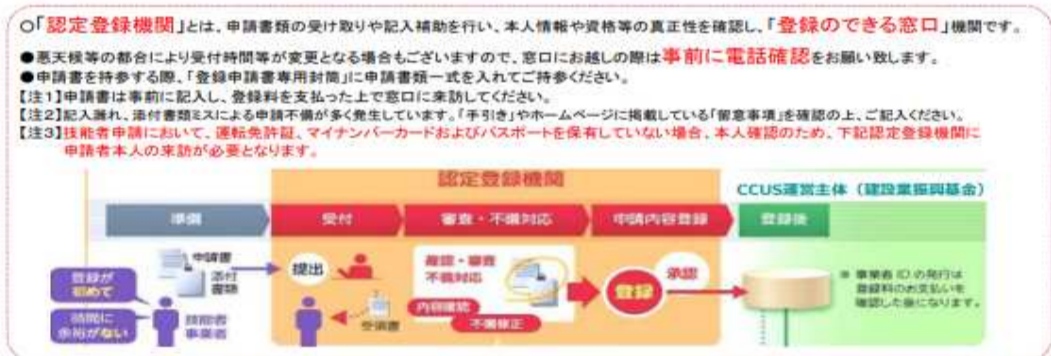 ○「認定登録機関」とは、申請書類の受け取りや記入補助を行い、本人情報や資格等の真正性を確認し、「登録のできる窓口」機関です。
●悪天候等の都合により受付時間等が変更となる場合もございますので、窓口にお越しの際は事前に電話確認をお願い致します。
●申請書を持参する際、「登録申請書専用封筒」に申請書類一式を入れてご持参ください。
【注1】申請書は事前に記入し、登録料を支払った上で窓口に来訪してください。
【注2】記入漏れ、添付書類ミスによる申請不備が多く発生しています。「手引き」やホームページに掲載している「留意事項」を確認の上、ご記入ください。
【注3】技能者申請において、運転免許証、マイナンバーカードおよびパスポートを保有していない場合、本人確認のため、下記認定登録機関に
申請者本人の来訪が必要となります。
認定登録機関
CCUS運営主体（建設業振興基金）
準備
受付
審査・不備対応
申請内容登録
登録後
登録が
初めて
時間に
余裕がない
申請書
添付
書類
技能者
事業者
提出
受領書
確認・審査
不備対応
内容確認
不備修正
登録
承認
※ 事業者 ID の発行は
登録料のお支払いを
確認した後になります。